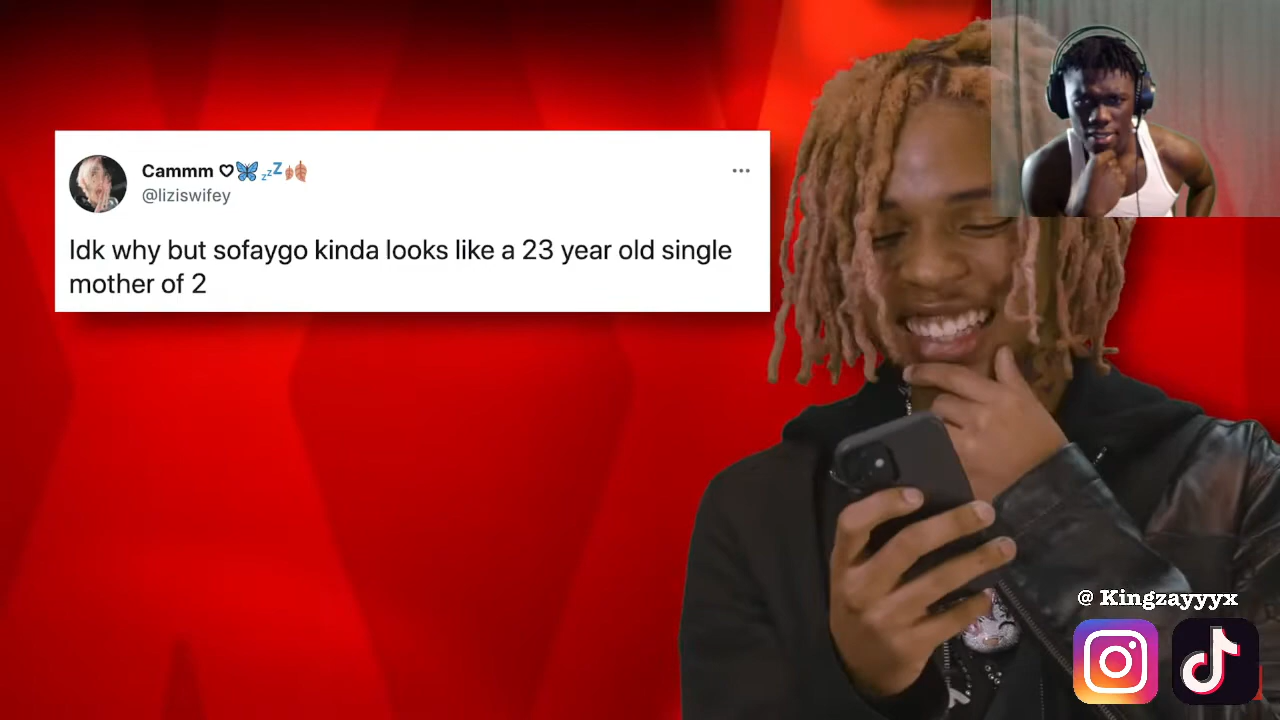 Cammm ♡🦋💤🍂
@liziswifey
Idk why but sofaygo kinda looks like a 23 year old single
mother of 2
@ Kingzayyyx